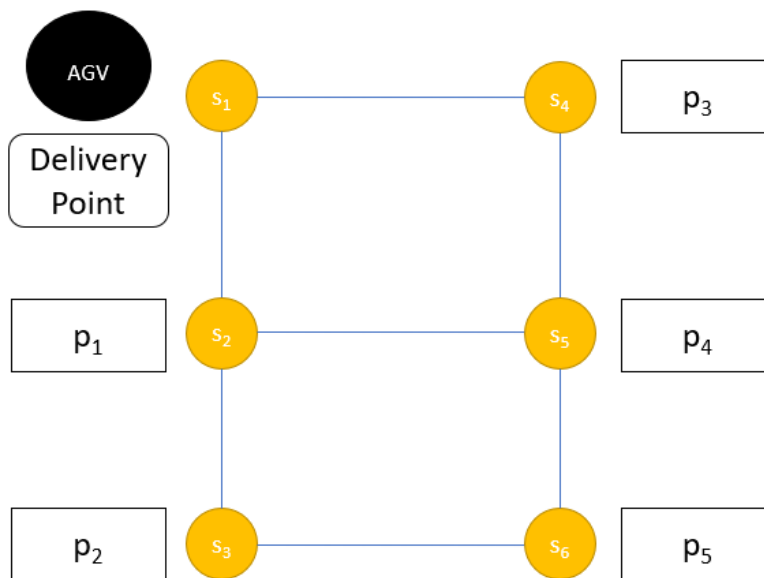 AGV
s₁
s₄
p₃
Delivery
Point
p₁
s₂
s₅
p₄
p₂
s₃
s₆
p₅